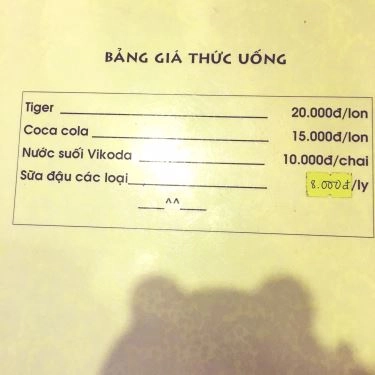 BẢNG GIÁ THỨC UỐNG
Tiger 20.000đ/lon
Coca cola 15.000đ/lon
Nước suối Vikoda 10.000đ/chai
Sữa đậu các loại 8.000đ/ly
^^